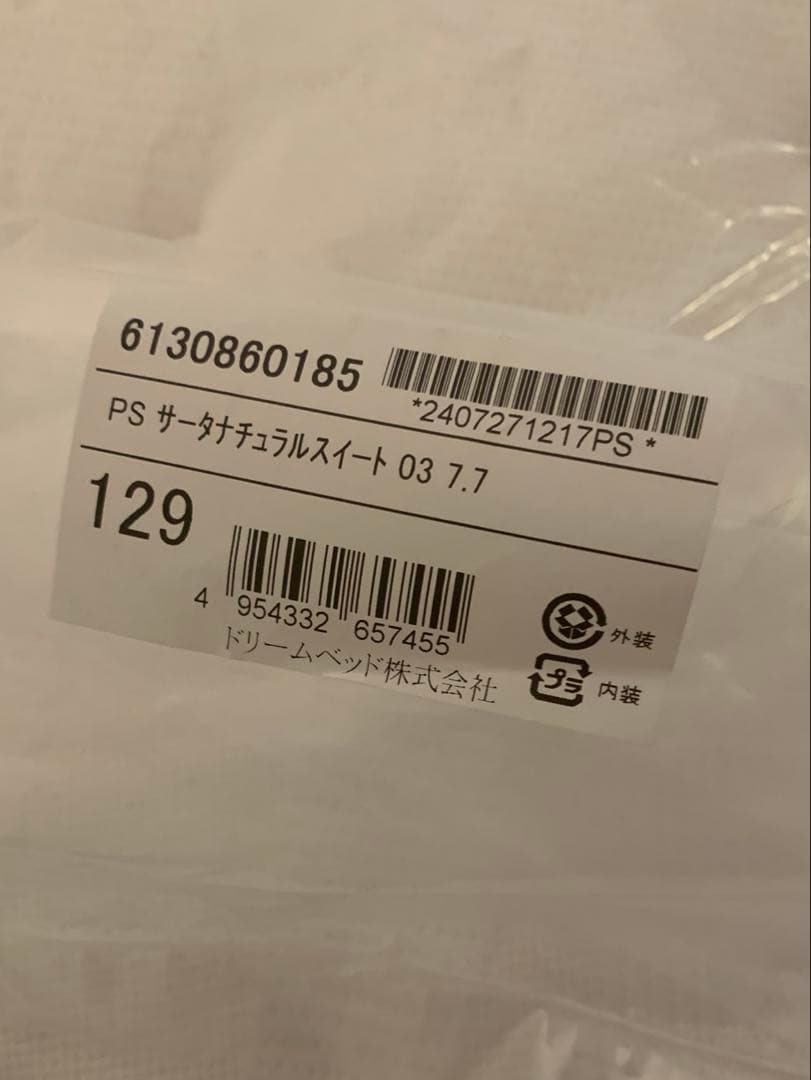 6130860185
*2407271217PS *
PS サータナチュラルスイート 03 7.7
129
4 954332 657455
ドリームベッド株式会社
外装
プラ 内装